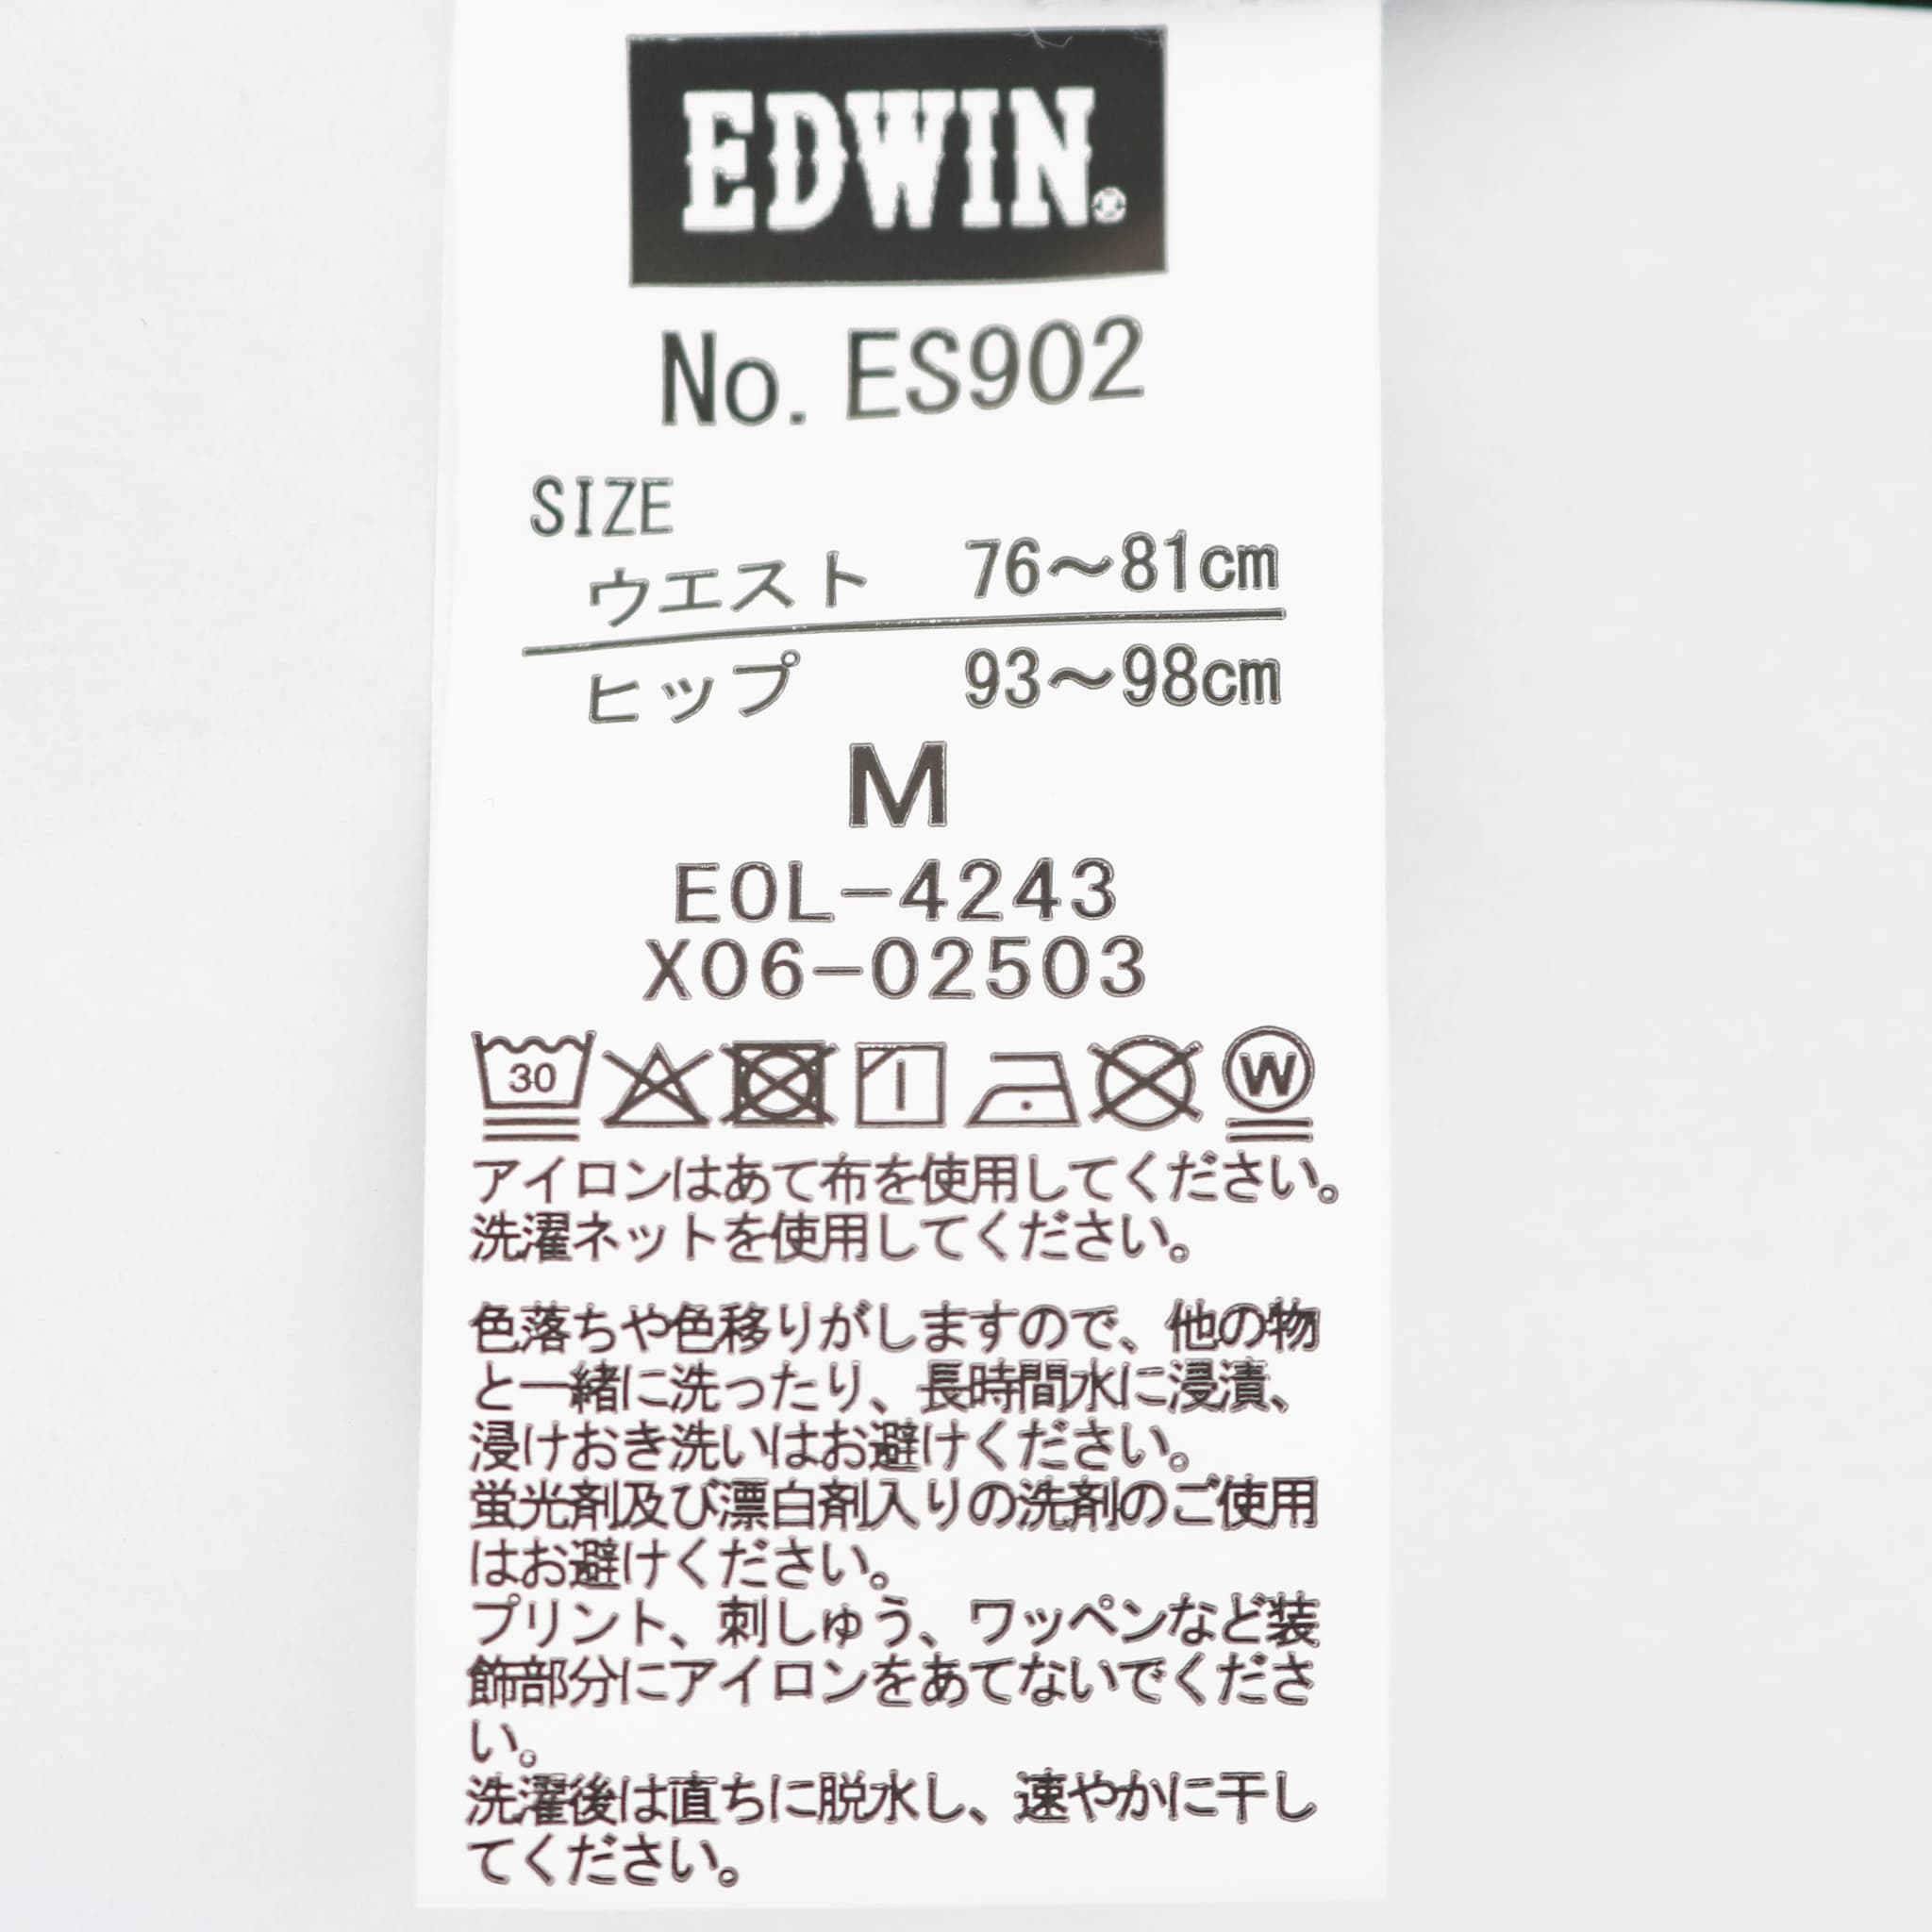 EDWIN®
No. ES902
SIZE
ウエスト 76〜81cm
ヒップ 93〜98cm
M
EOL-4243
X06-02503
30 W
アイロンはあて布を使用してください。
洗濯ネットを使用してください。
色落ちや色移りがしますので、他の物
と一緒に洗ったり、長時間水に浸漬、
浸けおき洗いはお避けください。
蛍光剤及び漂白剤入りの洗剤のご使用
はお避けください。
プリント、刺しゅう、ワッペンなど装
飾部分にアイロンをあてないでくださ
い。
洗濯後は直ちに脱水し、速やかに干し
てください。